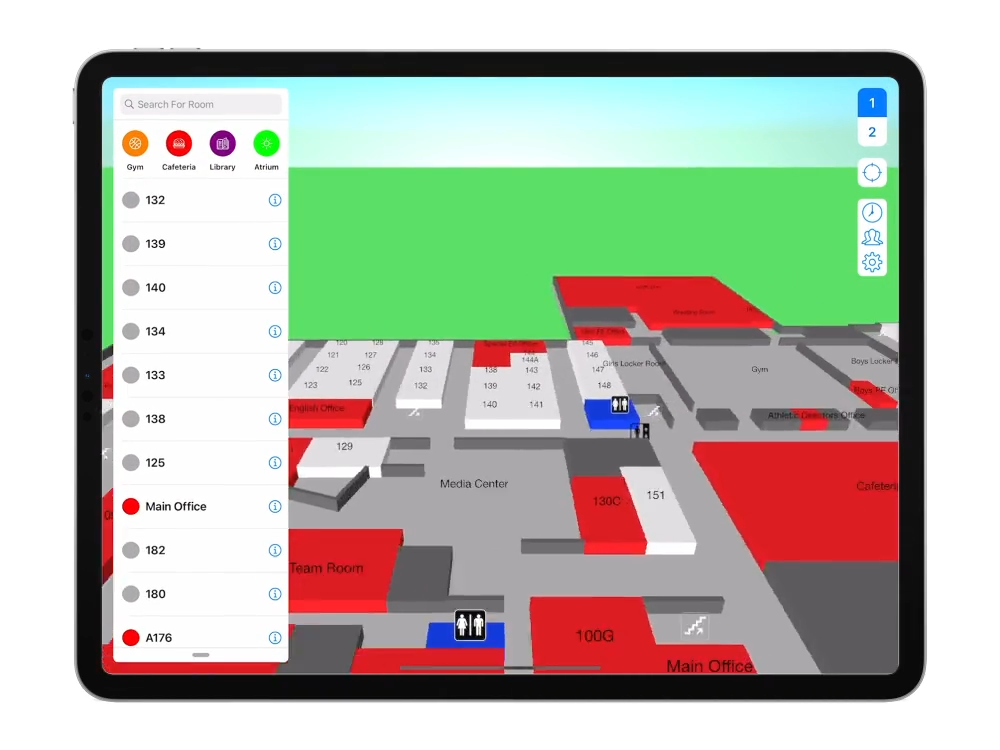 Search For Room
Gym
Cafeteria
Library
Atrium
132
139
140
134
133
138
125
Main Office
182
180
A176
1
2
120
129
135
121
127
134
122
126
133
123
125
132
English Office
129
144A
138
143
139
142
140
141
145
146
147
148
Girls Locker Room
Gym
Boys Locker
Boys PE Of
Athletic Directors Office
Media Center
130C
151
Cafeteri
Team Room
100G
Main Office